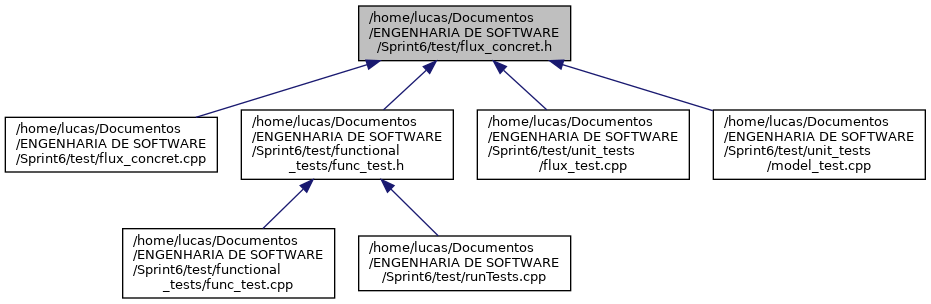 /home/lucas/Documentos
/ENGENHARIA DE SOFTWARE
/Sprint6/test/flux_concret.h
/home/lucas/Documentos
/ENGENHARIA DE SOFTWARE
/Sprint6/test/flux_concret.cpp
/home/lucas/Documentos
/ENGENHARIA DE SOFTWARE
/Sprint6/test/functional
_tests/func_test.h
/home/lucas/Documentos
/ENGENHARIA DE SOFTWARE
/Sprint6/test/unit_tests
/flux_test.cpp
/home/lucas/Documentos
/ENGENHARIA DE SOFTWARE
/Sprint6/test/unit_tests
/model_test.cpp
/home/lucas/Documentos
/ENGENHARIA DE SOFTWARE
/Sprint6/test/functional
_tests/func_test.cpp
/home/lucas/Documentos
/ENGENHARIA DE SOFTWARE
/Sprint6/test/runTests.cpp